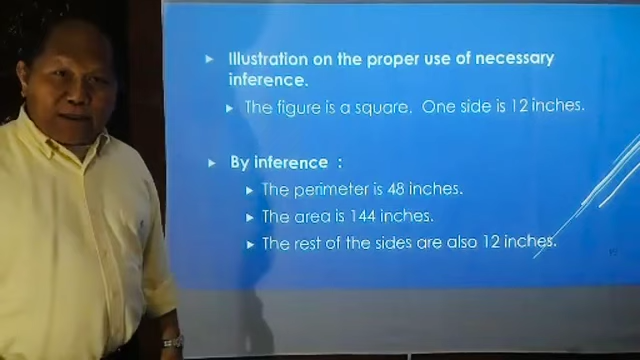 Illustration on the proper use of necessary
inference.
The figure is a square. One side is 12 inches.
By inference :
The perimeter is 48 inches.
The area is 144 inches.
The rest of the sides are also 12 inches.